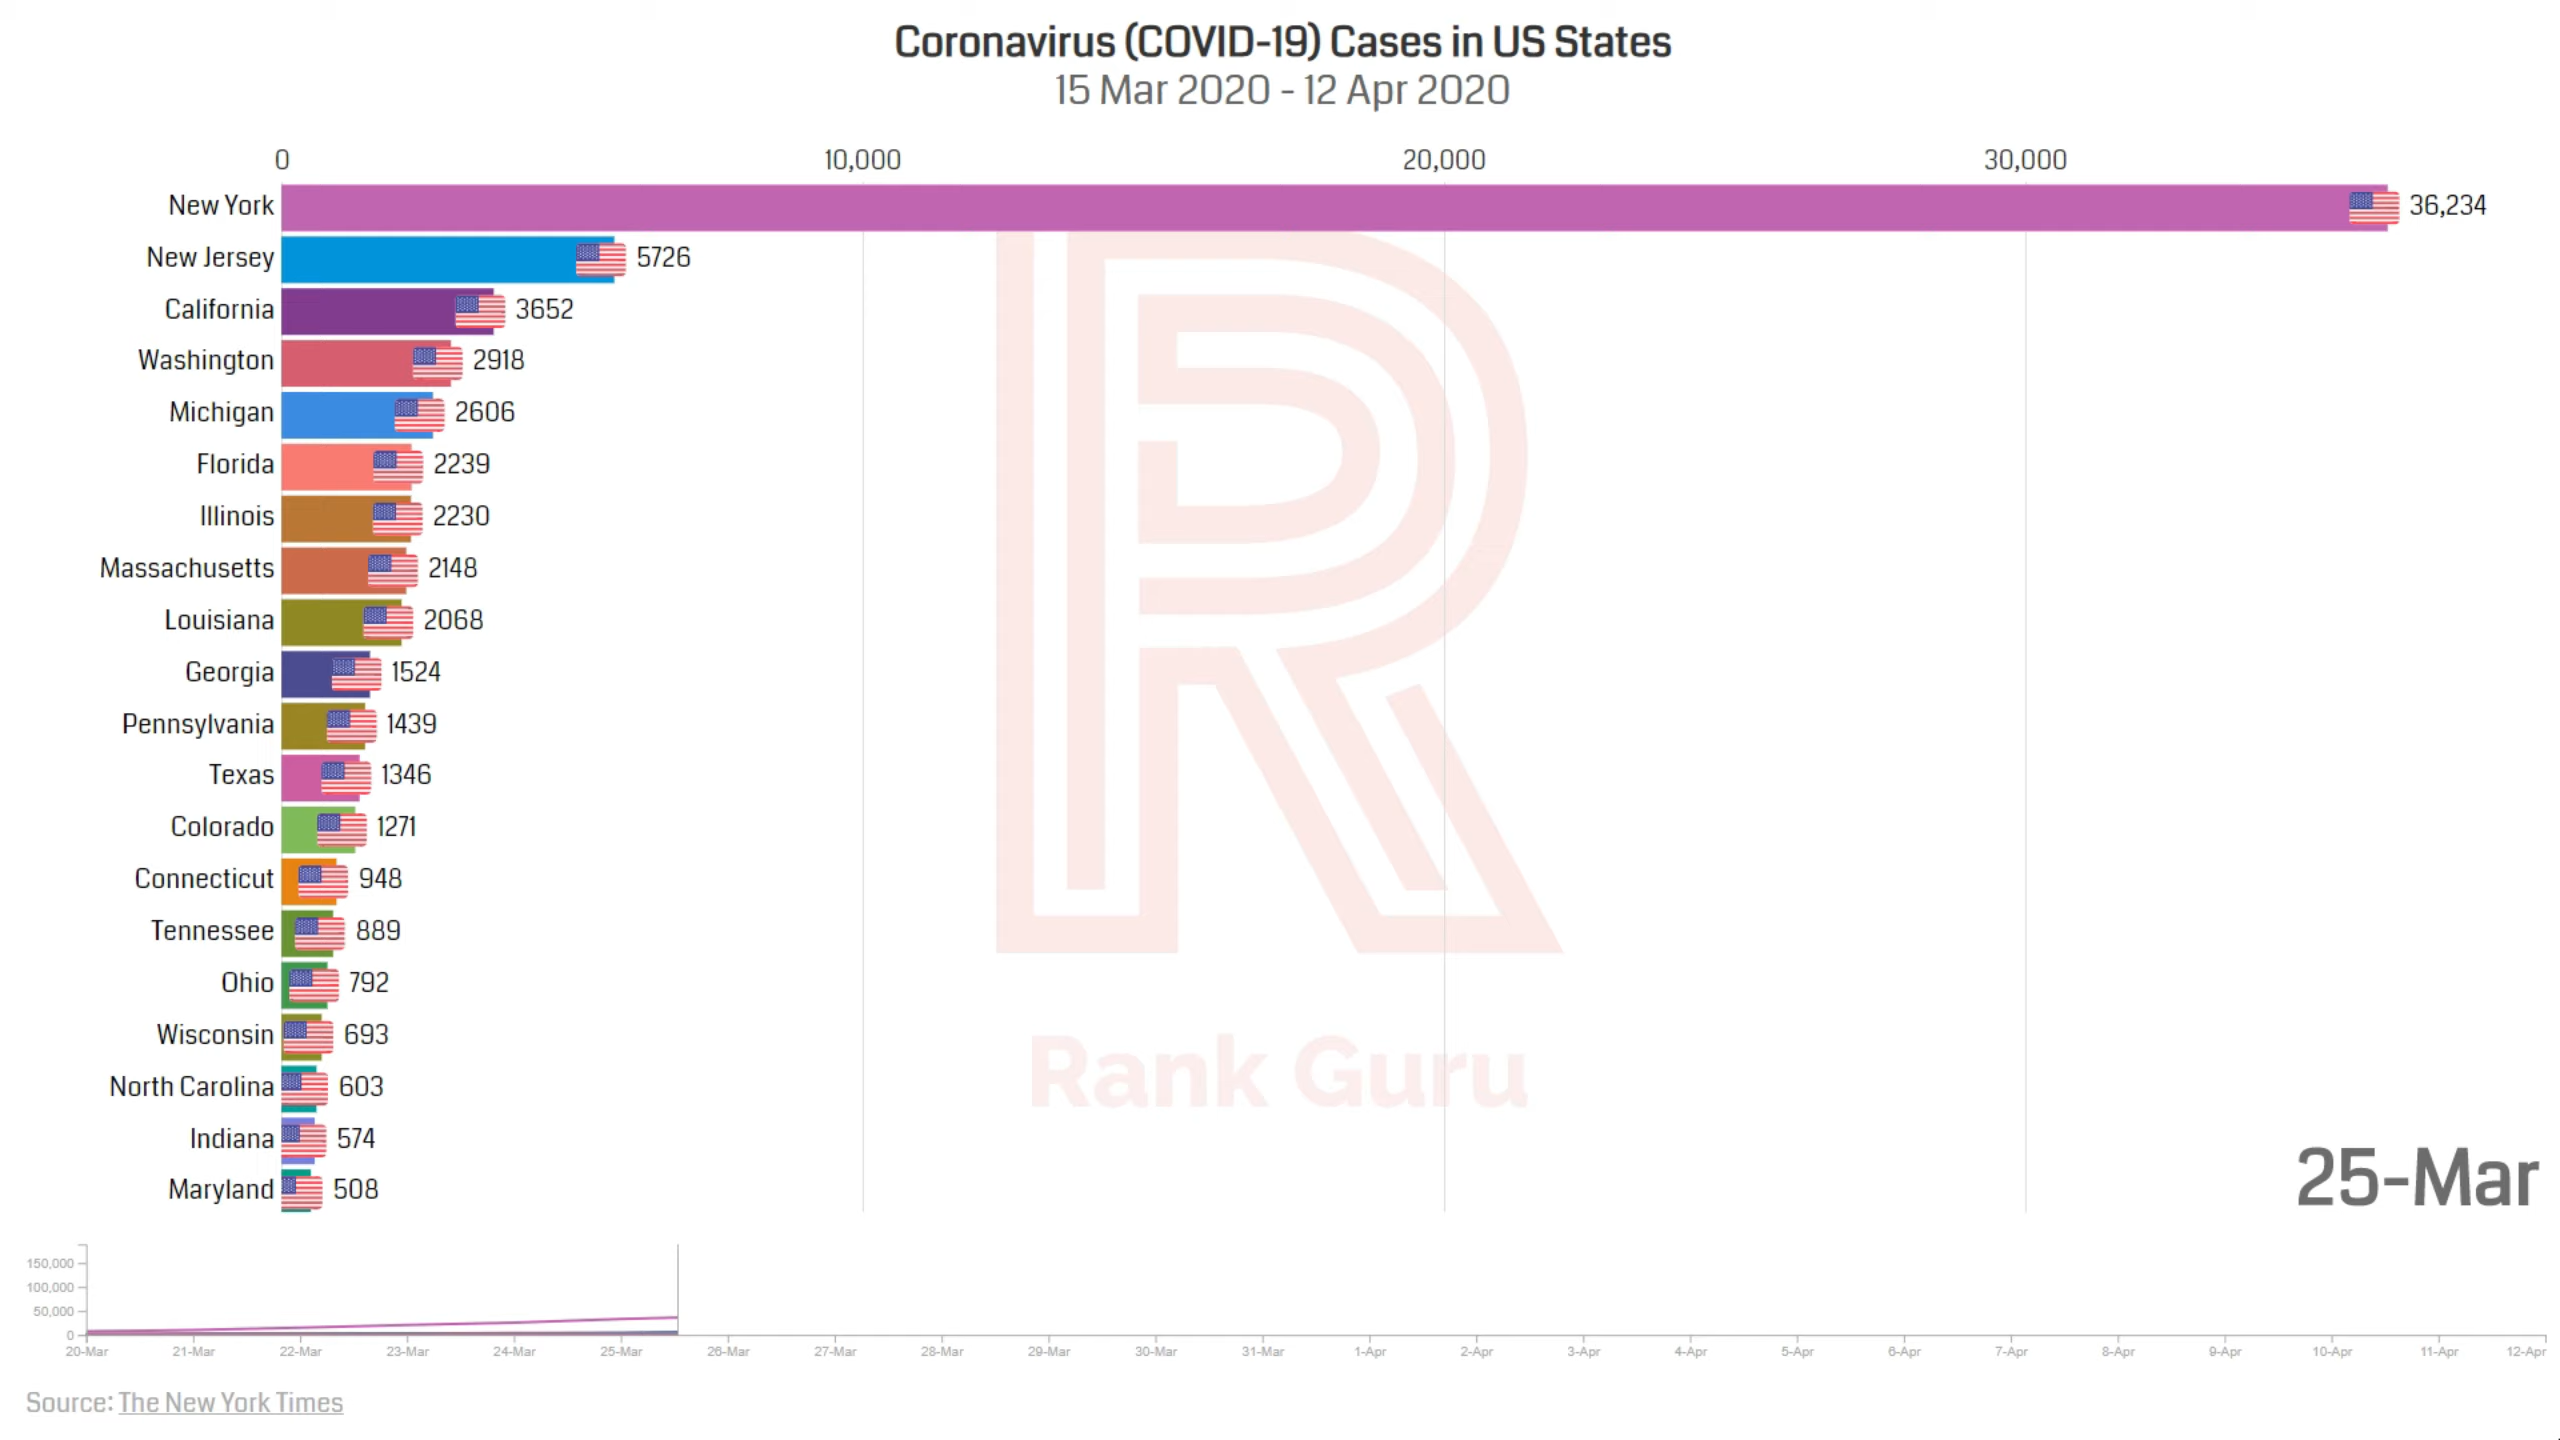 Coronavirus (COVID-19) Cases in US States
15 Mar 2020 - 12 Apr 2020
0 10,000 20,000 30,000
New York 36,234
New Jersey 5726
California 3652
Washington 2918
Michigan 2606
Florida 2239
Illinois 2230
Massachusetts 2148
Louisiana 2068
Georgia 1524
Pennsylvania 1439
Texas 1346
Colorado 1271
Connecticut 948
Tennessee 889
Ohio 792
Wisconsin 693
North Carolina 603
Indiana 574
Maryland 508
R
Rank Guru
25-Mar
150,000
100,000
50,000
0
20-Mar 21-Mar 22-Mar 23-Mar 24-Mar 25-Mar 26-Mar 27-Mar 28-Mar 29-Mar 30-Mar 31-Mar 1-Apr 2-Apr 3-Apr 4-Apr 5-Apr 6-Apr 7-Apr 8-Apr 9-Apr 10-Apr 11-Apr 12-Apr
Source: The New York Times